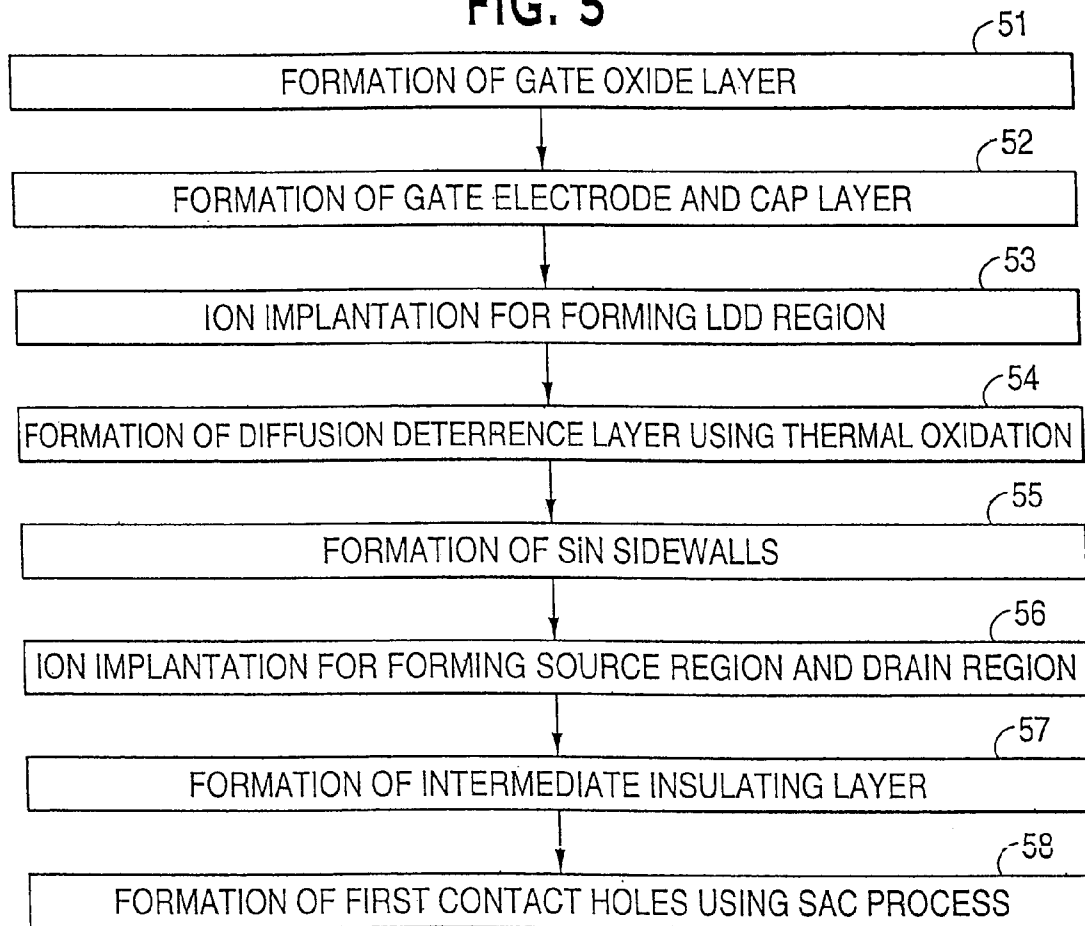 FIG. 5
51
FORMATION OF GATE OXIDE LAYER
52
FORMATION OF GATE ELECTRODE AND CAP LAYER
53
ION IMPLANTATION FOR FORMING LDD REGION
54
FORMATION OF DIFFUSION DETERRENCE LAYER USING THERMAL OXIDATION
55
FORMATION OF SiN SIDEWALLS
56
ION IMPLANTATION FOR FORMING SOURCE REGION AND DRAIN REGION
57
FORMATION OF INTERMEDIATE INSULATING LAYER
58
FORMATION OF FIRST CONTACT HOLES USING SAC PROCESS